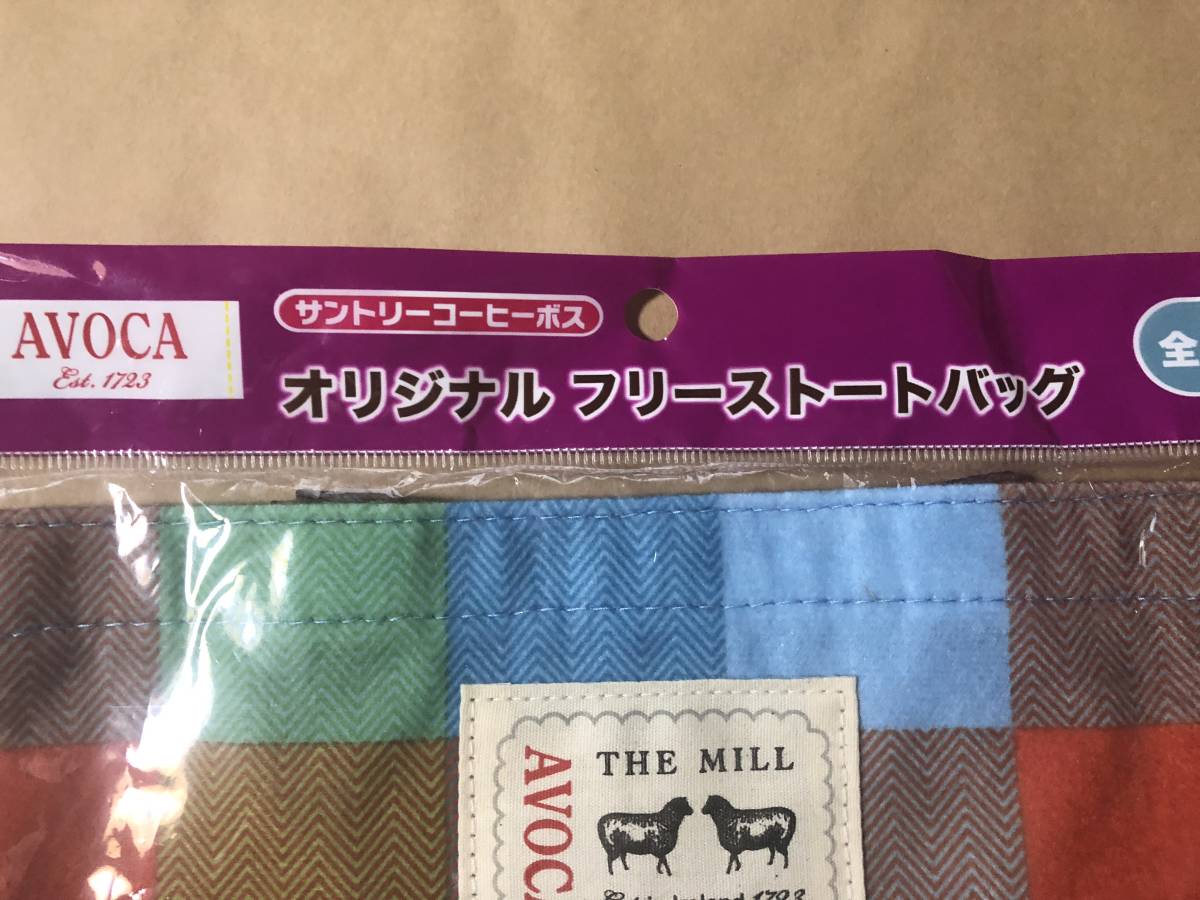 AVOCA
Est. 1723
サントリーコーヒーボス
オリジナル フリーストートバッグ
全
THE MILL
AVOCA
1723